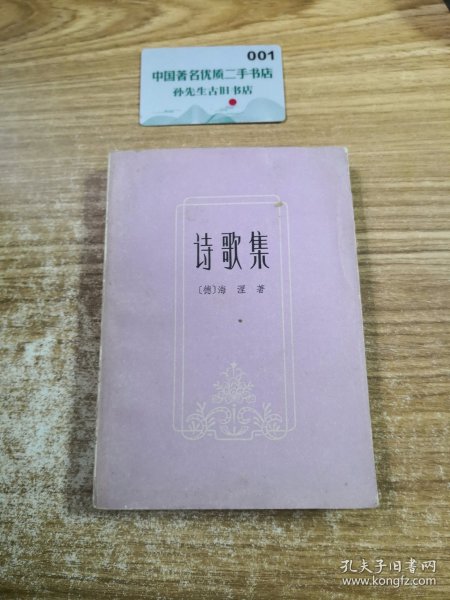 001
中国著名优质二手书店
孙先生古旧书店
诗歌集
〔德〕海涅著
孔夫子旧书网
www.kongfz.com